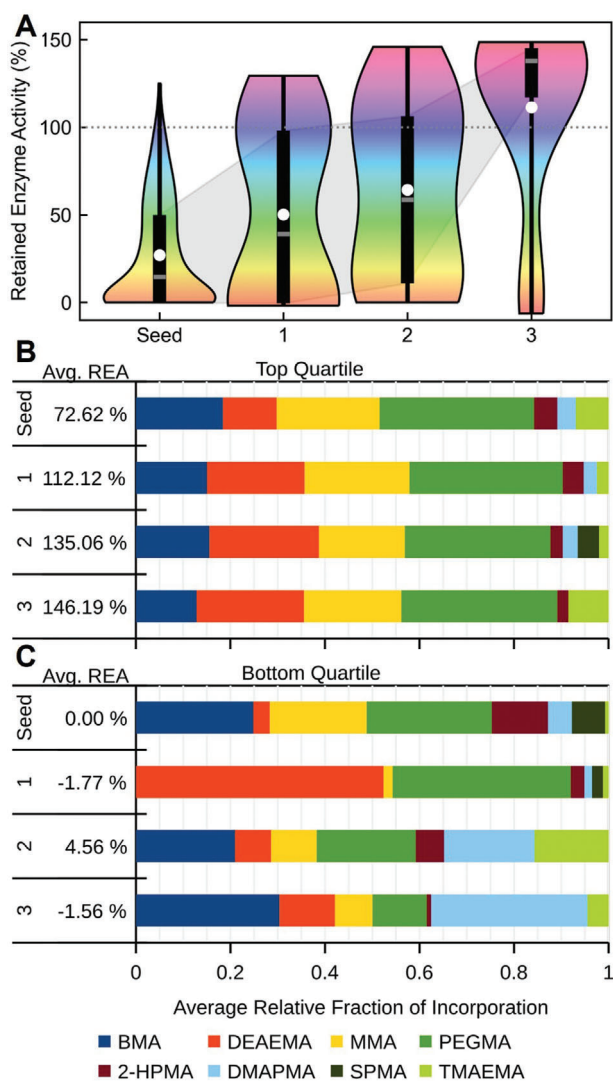 A
Retained Enzyme Activity (%)
150
100
50
0
Seed 1 2 3
B
Avg. REA Top Quartile
Seed 72.62 %
1 112.12 %
2 135.06 %
3 146.19 %
C
Avg. REA Bottom Quartile
Seed 0.00 %
1 -1.77 %
2 4.56 %
3 -1.56 %
0 0.2 0.4 0.6 0.8 1
Average Relative Fraction of Incorporation
BMA DEAEMA MMA PEGMA
2-HPMA DMAPMA SPMA TMAEMA